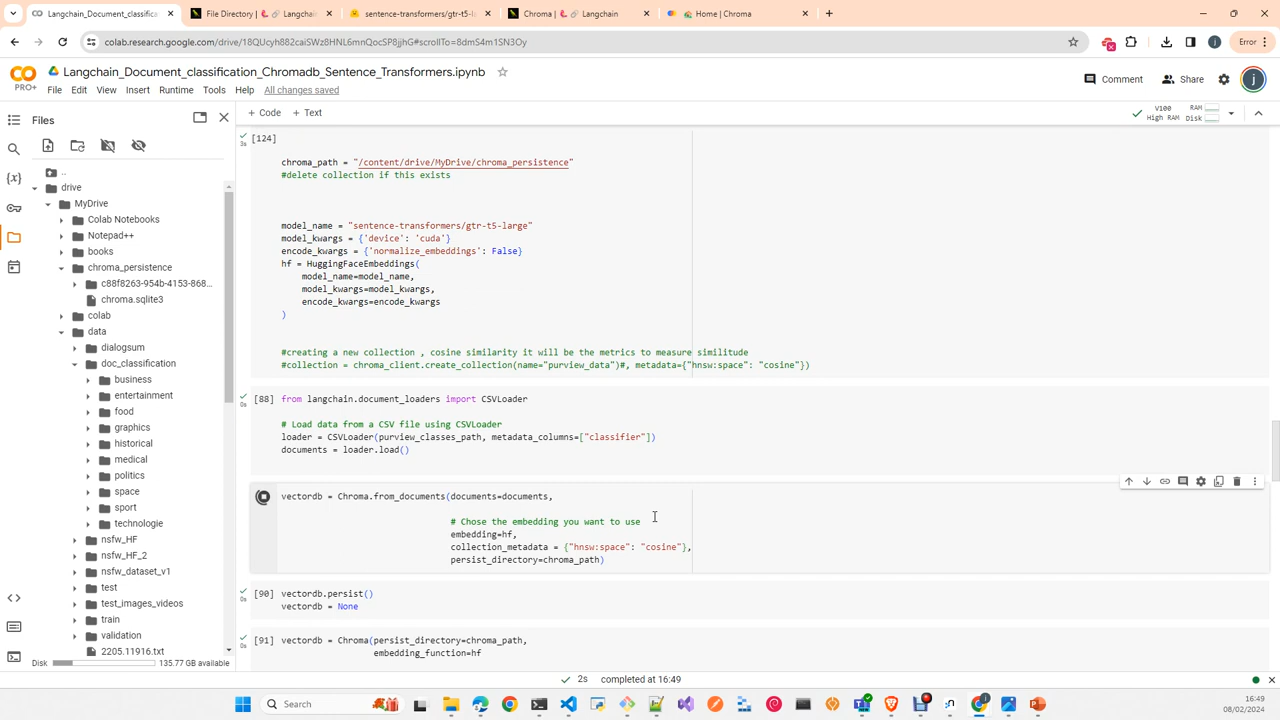 Langchain_Document_classific
File Directory | Langchain
sentence-transformers/gtr-t5-l
Chroma | Langchain
Home | Chroma
colab.research.google.com/drive/18QUcyh882caiSWz8HNL6mnQocSP8jjhG#scrollTo=8dmS4m1SN3Oy
Error
Langchain_Document_classification_Chromadb_Sentence_Transformers.ipynb
PRO+
File Edit View Insert Runtime Tools Help All changes saved
Comment
Share
Files
+ Code + Text
V100
High RAM
RAM
Disk
..
drive
MyDrive
Colab Notebooks
Notepad++
books
chroma_persistence
c88f8263-954b-4153-868...
chroma.sqlite3
colab
data
dialogsum
doc_classification
business
entertainment
food
graphics
historical
medical
politics
space
sport
technologie
nsfw_HF
nsfw_HF_2
nsfw_dataset_v1
test
test_images_videos
train
validation
2205.11916.txt
Disk 135.77 GB available
[124]
3s
chroma_path = "/content/drive/MyDrive/chroma_persistence"
#delete collection if this exists
model_name = "sentence-transformers/gtr-t5-large"
model_kwargs = {'device': 'cuda'}
encode_kwargs = {'normalize_embeddings': False}
hf = HuggingFaceEmbeddings(
model_name=model_name,
model_kwargs=model_kwargs,
encode_kwargs=encode_kwargs
)
#creating a new collection , cosine similarity it will be the metrics to measure similitude
#collection = chroma_client.create_collection(name="purview_data")#, metadata={"hnsw:space": "cosine"})
[88] from langchain.document_loaders import CSVLoader
0s
# Load data from a CSV file using CSVLoader
loader = CSVLoader(purview_classes_path, metadata_columns=["classifier"])
documents = loader.load()
vectordb = Chroma.from_documents(documents=documents,
# Chose the embedding you want to use
embedding=hf,
collection_metadata = {"hnsw:space": "cosine"},
persist_directory=chroma_path)
[90] vectordb.persist()
0s
vectordb = None
[91] vectordb = Chroma(persist_directory=chroma_path,
0s
embedding_function=hf
2s completed at 16:49
Search
16:49
08/02/2024